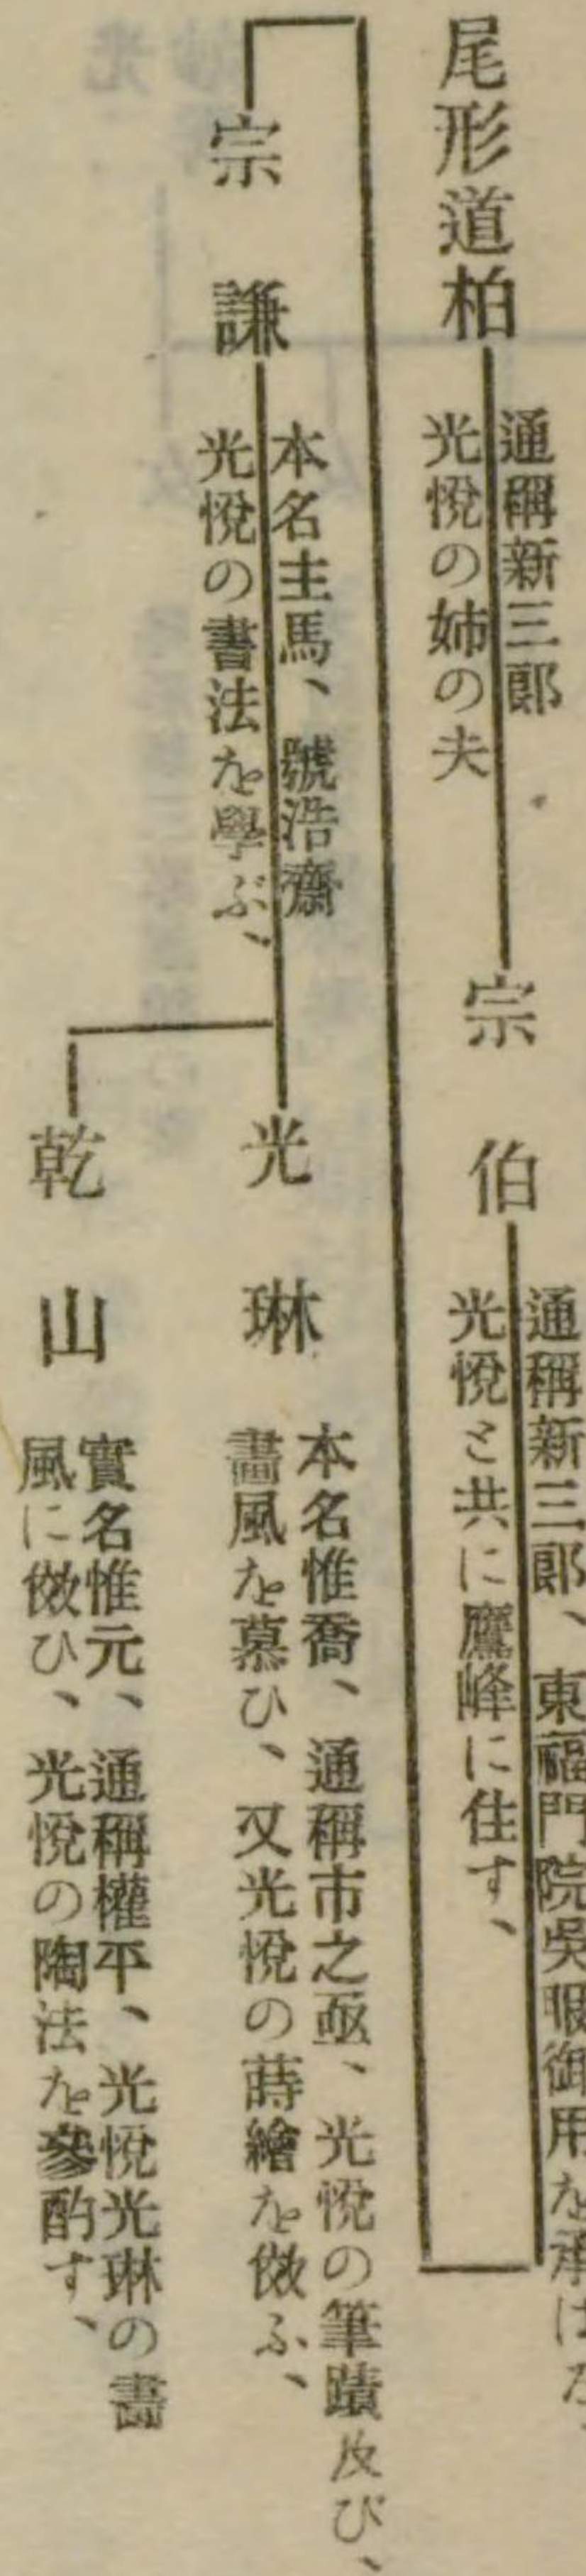 尾形道柏
通稱新三郎
光悅の姉の夫
宗伯
通稱新三郎、東福門院吳服御用を承はる、
光悅と共に鷹峰に住す、
宗謙
本名主馬、號浩齋
光悅の書法を學ぶ、
光琳
本名惟喬、通稱市之亟、光悅の筆蹟及び、
畫風を慕ひ、又光悅の蒔繪を倣ふ、
乾山
實名惟元、通稱權平、光悅光琳の畵
風に倣ひ、光悅の陶法を參酌す、